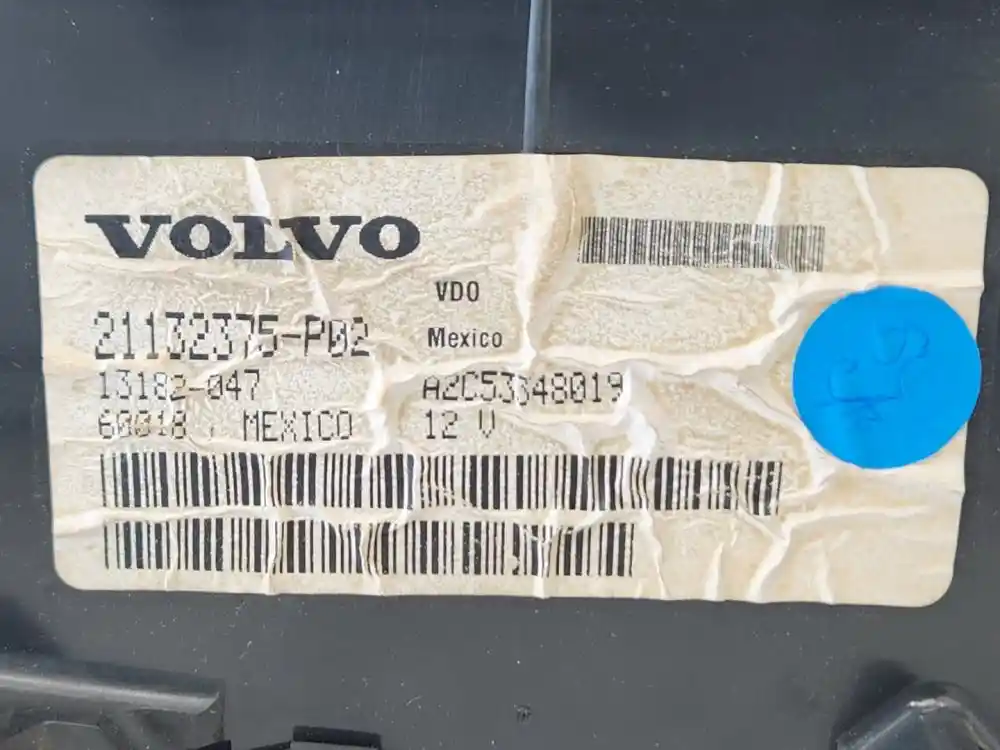 VOLVO
VDO
21132375-P02
Mexico
13182-047
A2C53348019
60018 MEXICO
12 V